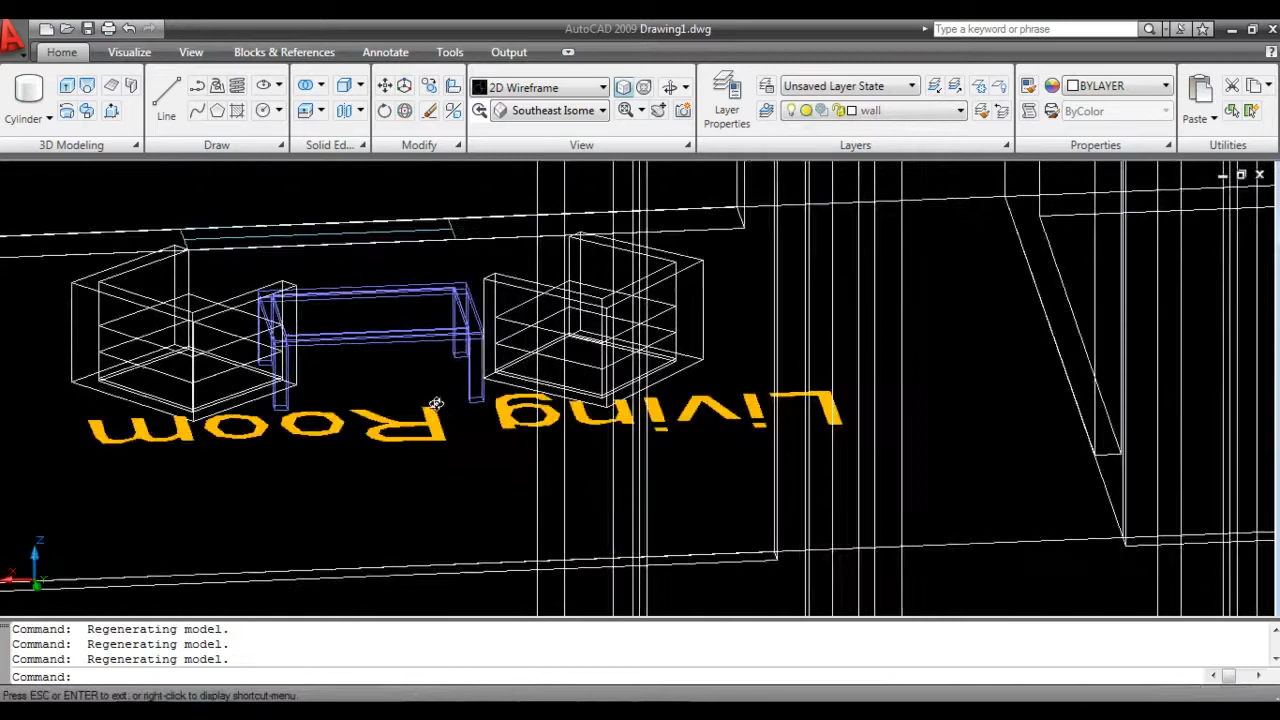 AutoCAD 2009 Drawing1.dwg
Type a keyword or phrase
Home Visualize View Blocks & References Annotate Tools Output
2D Wireframe
Unsaved Layer State
BYLAYER
Cylinder
Line
Southeast Isome
Layer
Properties
wall
ByColor
Paste
3D Modeling
Draw
Solid Ed...
Modify
View
Layers
Properties
Utilities
Living Room
Z
X
Y
Command: Regenerating model.
Command: Regenerating model.
Command: Regenerating model.
Command:
Press ESC or ENTER to exit, or right-click to display shortcut-menu.